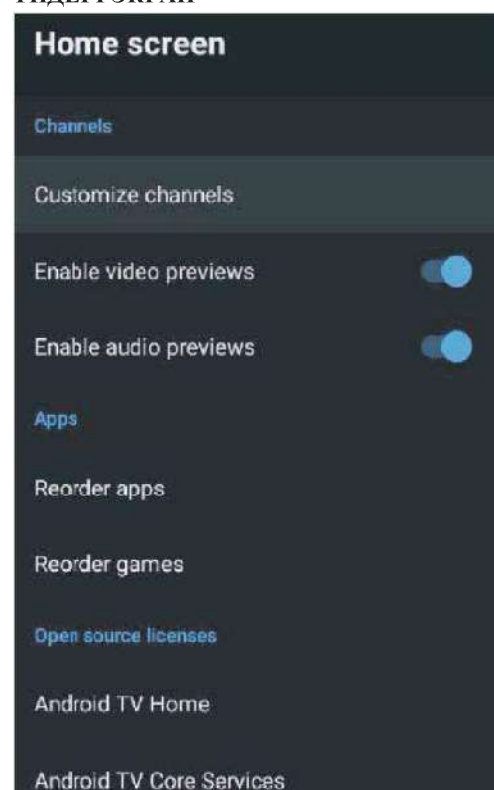 Home screen
Channels
Customize channels
Enable video previews
Enable audio previews
Apps
Reorder apps
Reorder games
Open source licenses
Android TV Home
Android TV Core Services